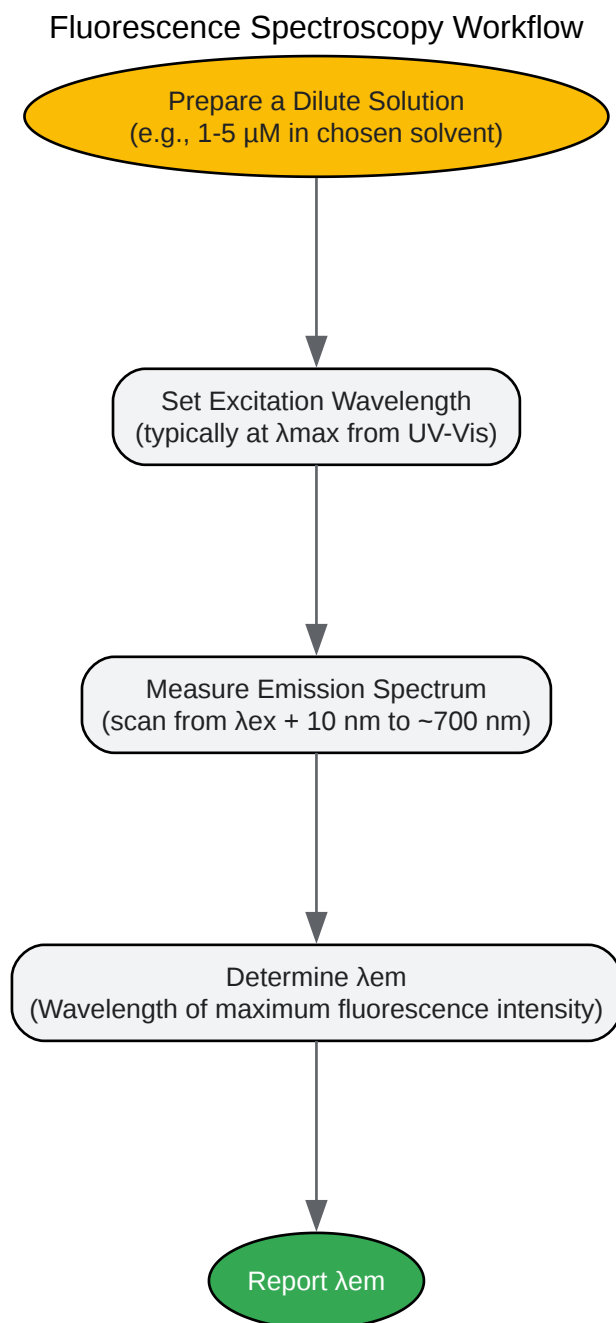 Fluorescence Spectroscopy Workflow
Prepare a Dilute Solution
(e.g., 1-5 µM in chosen solvent)
Set Excitation Wavelength
(typically at λmax from UV-Vis)
Measure Emission Spectrum
(scan from λex + 10 nm to ~700 nm)
Determine λem
(Wavelength of maximum fluorescence intensity)
Report λem